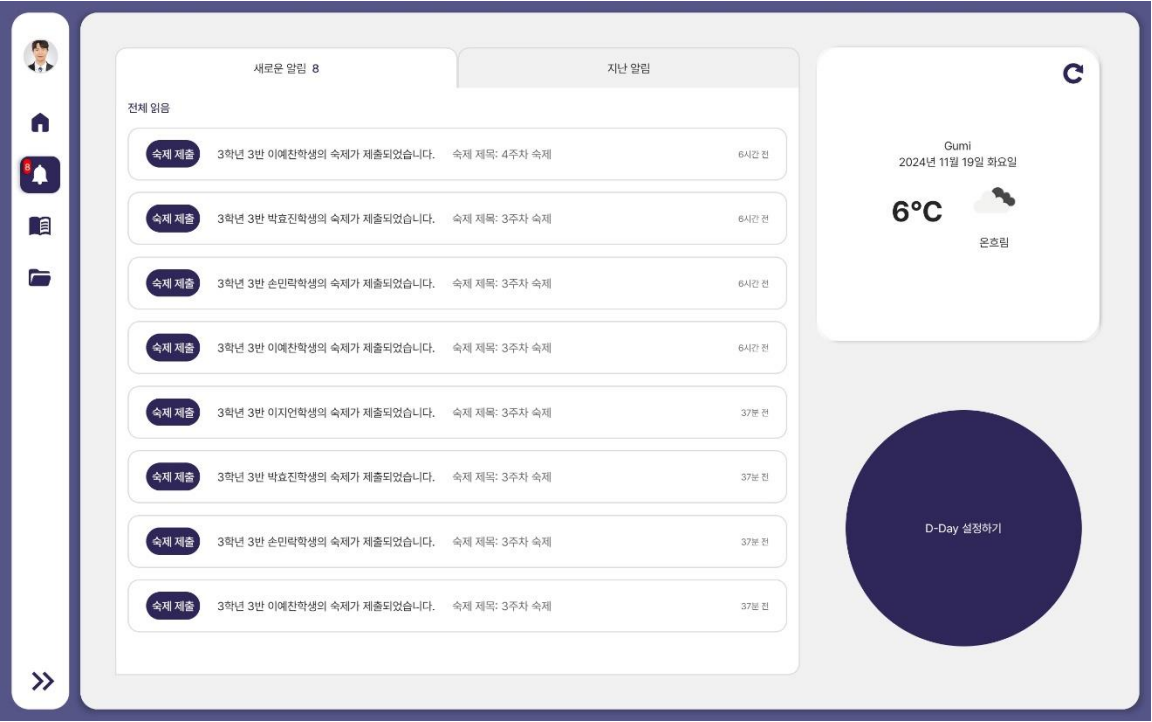 8
새로운 알림 8
지난 알림
전체 읽음
숙제 제출 3학년 3반 이예찬학생의 숙제가 제출되었습니다. 숙제 제목: 4주차 숙제 6시간 전
숙제 제출 3학년 3반 박효진학생의 숙제가 제출되었습니다. 숙제 제목: 3주차 숙제 6시간 전
숙제 제출 3학년 3반 손민락학생의 숙제가 제출되었습니다. 숙제 제목: 3주차 숙제 6시간 전
숙제 제출 3학년 3반 이예찬학생의 숙제가 제출되었습니다. 숙제 제목: 3주차 숙제 6시간 전
숙제 제출 3학년 3반 이지언학생의 숙제가 제출되었습니다. 숙제 제목: 3주차 숙제 37분 전
숙제 제출 3학년 3반 박효진학생의 숙제가 제출되었습니다. 숙제 제목: 3주차 숙제 37분 전
숙제 제출 3학년 3반 손민락학생의 숙제가 제출되었습니다. 숙제 제목: 3주차 숙제 37분 전
숙제 제출 3학년 3반 이예찬학생의 숙제가 제출되었습니다. 숙제 제목: 3주차 숙제 37분 전
Gumi
2024년 11월 19일 화요일
6°C
온흐림
D-Day 설정하기